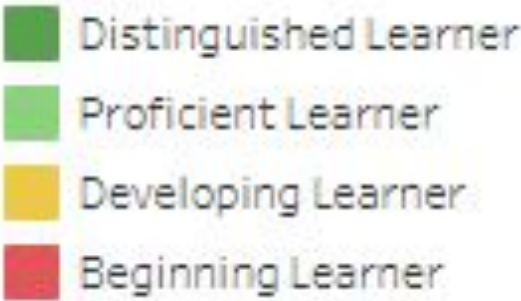 Distinguished Learner
Proficient Learner
Developing Learner
Beginning Learner